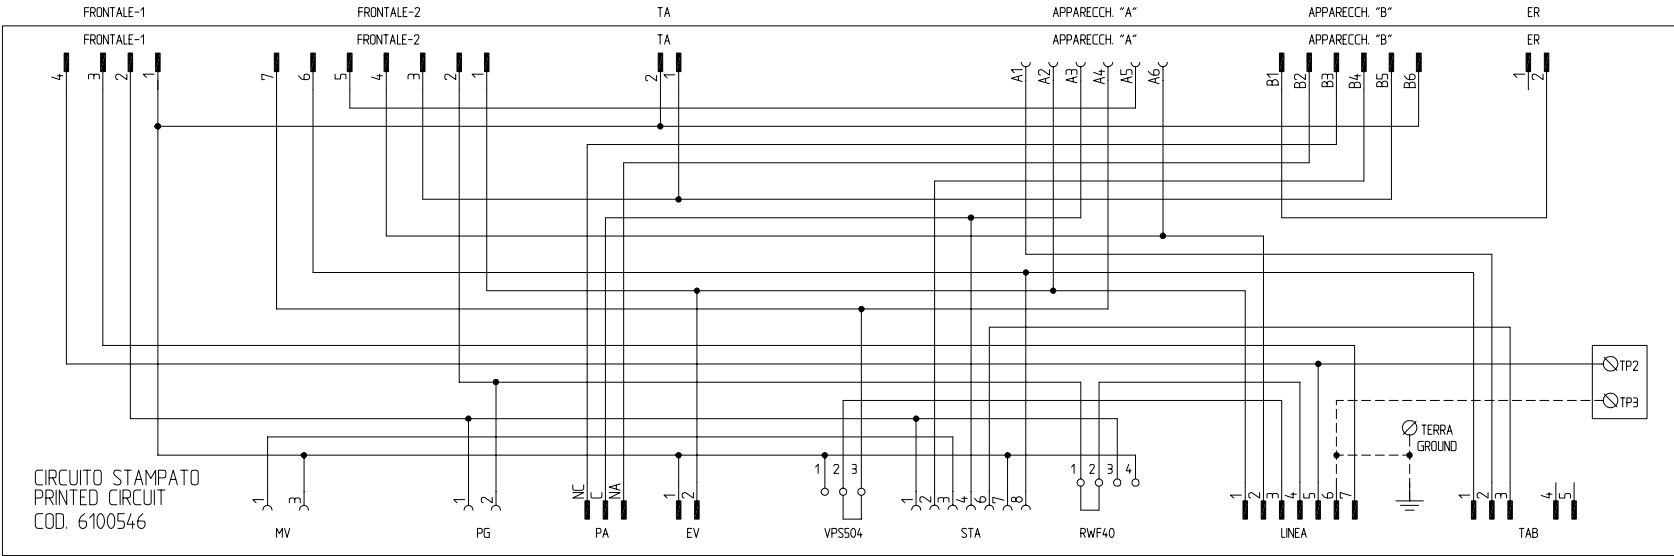 FRONTALE-1 FRONTALE-2 TA APPARECCH. "A" APPARECCH. "B" ER
FRONTALE-1 FRONTALE-2 TA APPARECCH. "A" APPARECCH. "B" ER
4 3 2 1 7 6 5 4 3 2 1 2 1 A1 A2 A3 A4 A5 A6 B1 B2 B3 B4 B5 B6 1 2
TP2
TP3
TERRA
GROUND
CIRCUITO STAMPATO
PRINTED CIRCUIT
COD. 6100546
1 3 1 2 NC C NA 1 2 1 2 3 1 2 3 4 6 7 8 1 2 3 4 1 2 3 4 5 6 7 1 2 3 4 5
MV PG PA EV VPS504 STA RWF40 LINEA TAB